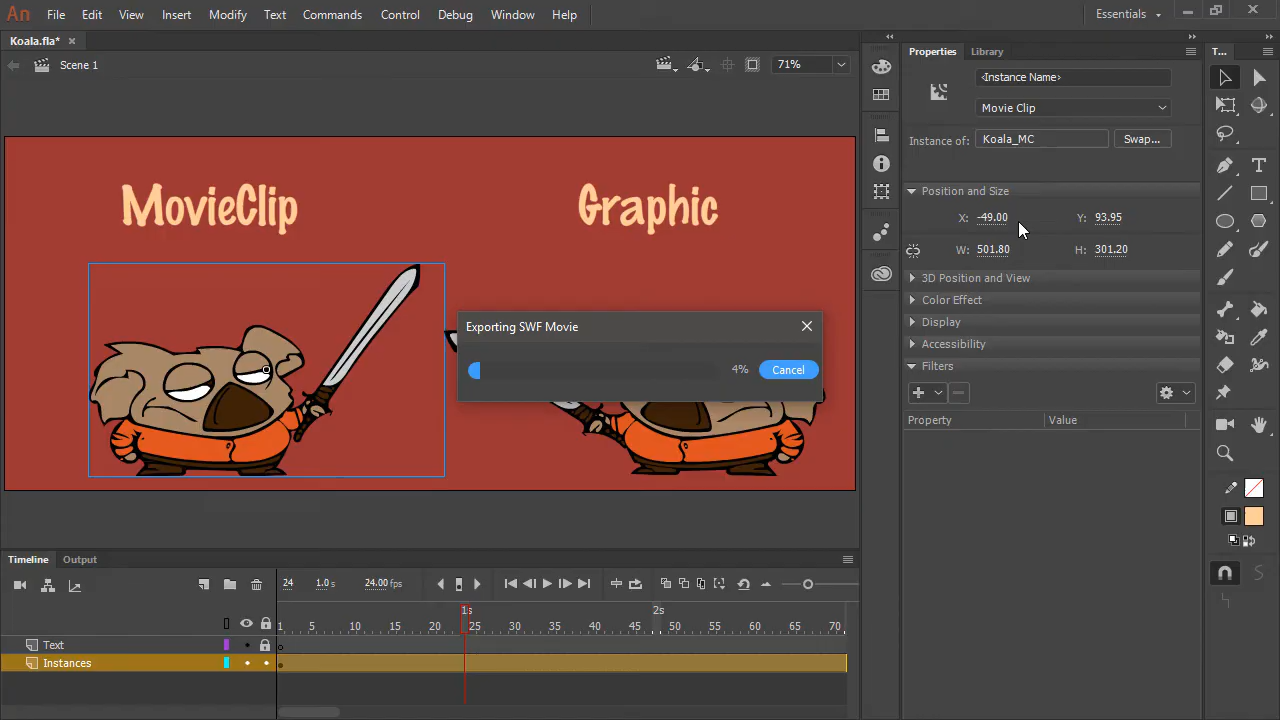 An File Edit View Insert Modify Text Commands Control Debug Window Help Essentials
Koala.fla* ×
Scene 1 71%
Properties Library T...
<Instance Name>
Movie Clip
Instance of: Koala_MC Swap...
Position and Size
X: -49.00 Y: 93.95
W: 501.80 H: 301.20
3D Position and View
Color Effect
Display
Accessibility
Filters
Property Value
MovieClip Graphic
Exporting SWF Movie
4% Cancel
Timeline Output
24 1.0 s 24.00 fps
1s 2s
1 5 10 15 20 25 30 35 40 45 50 55 60 65 70
Text
Instances